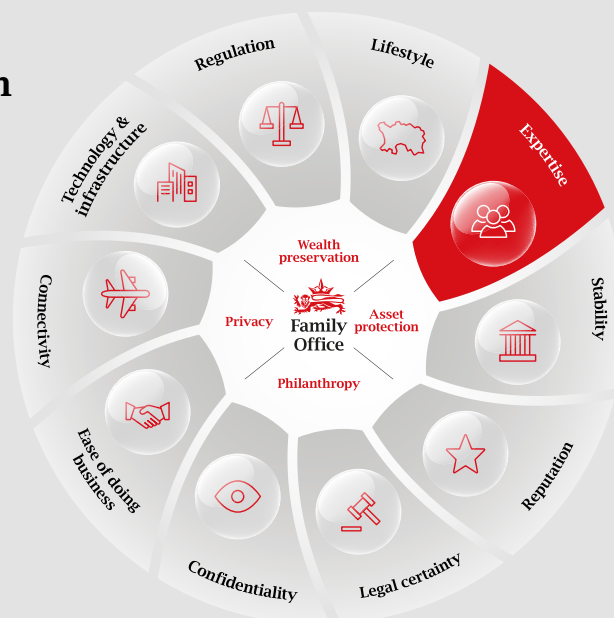 n
Regulation
Lifestyle
Expertise
Stability
Reputation
Legal certainty
Confidentiality
Ease of doing
business
Connectivity
Technology &
infrastructure
Wealth
preservation
Privacy
Family
Office
Asset
protection
Philanthropy